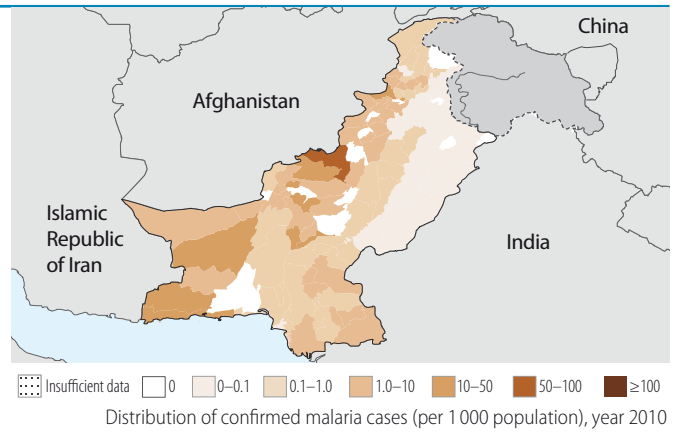 China
Afghanistan
Islamic
Republic
of Iran
India
Insufficient data 0 0–0.1 0.1–1.0 1.0–10 10–50 50–100 ≥100
Distribution of confirmed malaria cases (per 1 000 population), year 2010